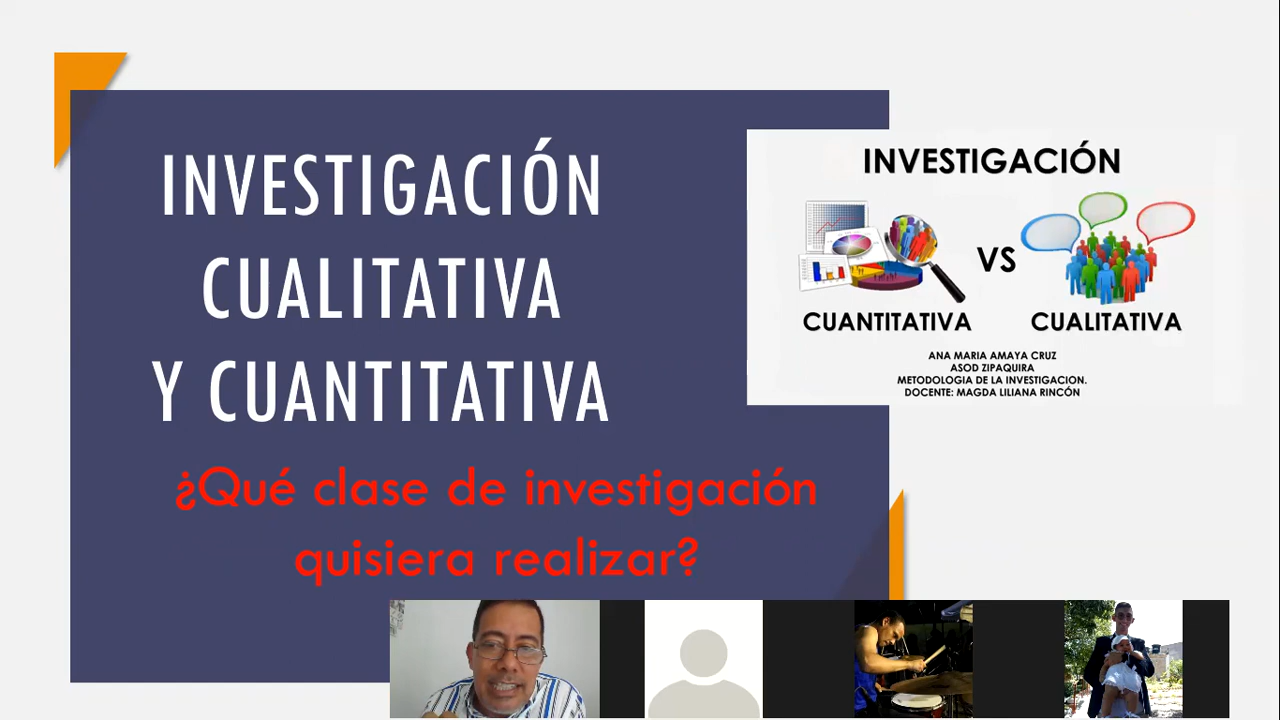 INVESTIGACIÓN
CUALITATIVA
Y CUANTITATIVA
¿Qué clase de investigación
quisiera realizar?
INVESTIGACIÓN
VS
CUANTITATIVA CUALITATIVA
ANA MARIA AMAYA CRUZ
ASOD ZIPAQUIRA
METODOLOGIA DE LA INVESTIGACION.
DOCENTE: MAGDA LILIANA RINCÓN